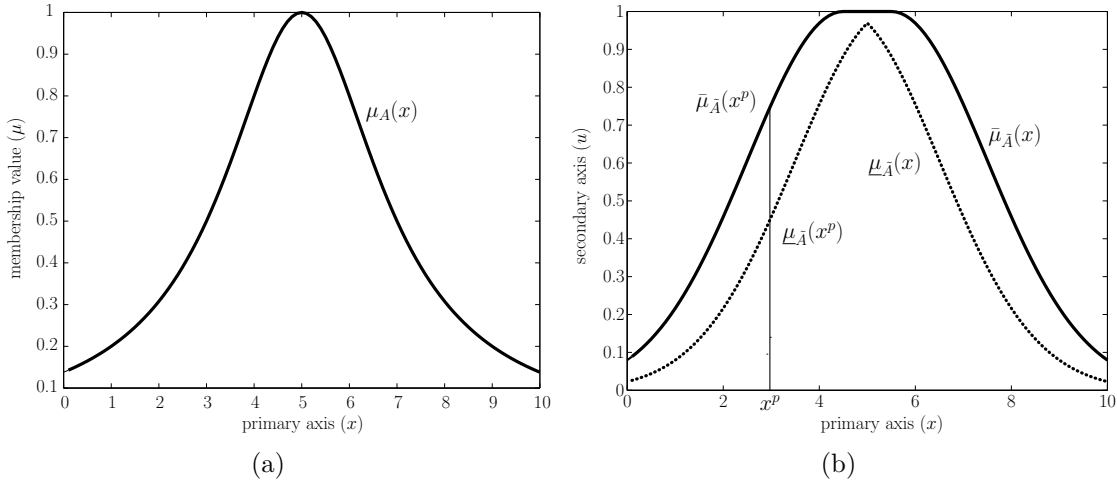 1
0.9
0.8
0.7
0.6
0.5
0.4
0.3
0.2
0.1
membership value (μ)
μ_A(x)
0 1 2 3 4 5 6 7 8 9 10
primary axis (x)
(a)
1
0.9
0.8
0.7
0.6
0.5
0.4
0.3
0.2
0.1
0
secondary axis (u)
μ̄_Ã(x^p)
μ̄_Ã(x)
μ̲_Ã(x)
μ̲_Ã(x^p)
0 2 x^p 4 6 8 10
primary axis (x)
(b)